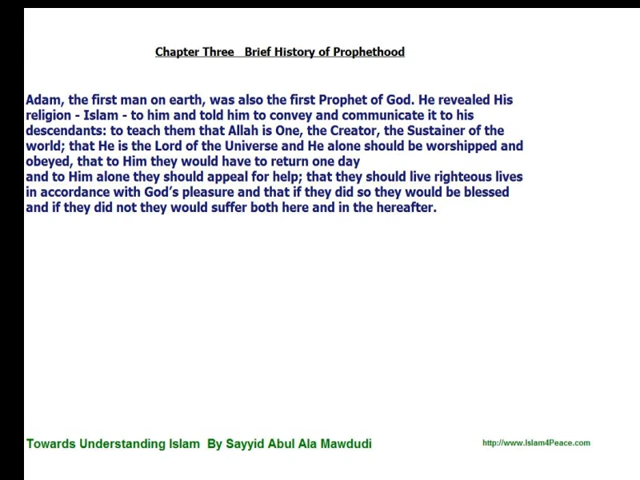 Chapter Three   Brief History of Prophethood
Adam, the first man on earth, was also the first Prophet of God. He revealed His
religion - Islam - to him and told him to convey and communicate it to his
descendants: to teach them that Allah is One, the Creator, the Sustainer of the
world; that He is the Lord of the Universe and He alone should be worshipped and
obeyed, that to Him they would have to return one day
and to Him alone they should appeal for help; that they should live righteous lives
in accordance with God's pleasure and that if they did so they would be blessed
and if they did not they would suffer both here and in the hereafter.
Towards Understanding Islam  By Sayyid Abul Ala Mawdudi
http://www.Islam4Peace.com